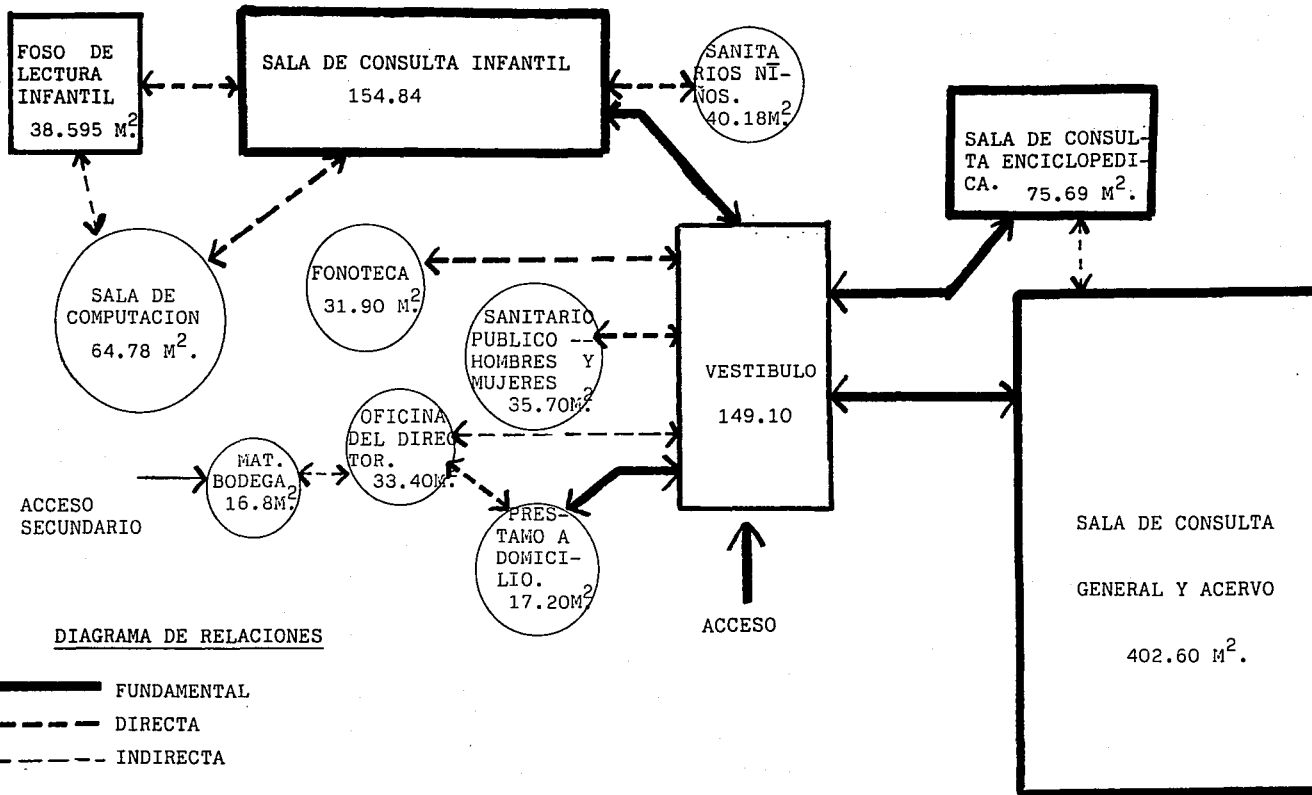 FOSO DE
LECTURA
INFANTIL
38.595 M².
SALA DE CONSULTA INFANTIL
154.84
SANITA
RIOS NI-
ÑOS.
40.18M².
SALA DE CONSUL-
TA ENCICLOPEDI-
CA. 75.69 M².
SALA DE
COMPUTACION
64.78 M².
FONOTECA
31.90 M².
SANITARIO
PUBLICO --
HOMBRES Y
MUJERES
35.70M².
VESTIBULO
149.10
OFICINA
DEL DIREC
TOR.
33.40M².
MAT.
BODEGA
16.8M².
ACCESO
SECUNDARIO
PRES-
TAMO A
DOMICI-
LIO.
17.20M².
ACCESO
SALA DE CONSULTA
GENERAL Y ACERVO
402.60 M².
DIAGRAMA DE RELACIONES
FUNDAMENTAL
DIRECTA
INDIRECTA